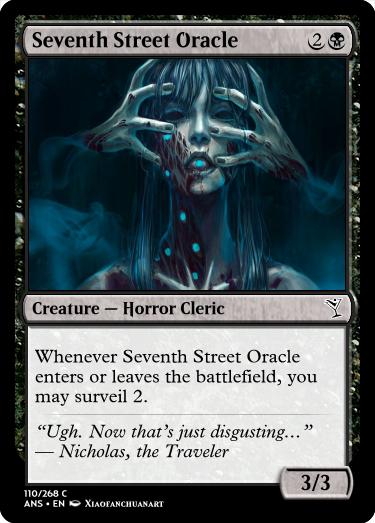 Seventh Street Oracle 2
Creature — Horror Cleric
Whenever Seventh Street Oracle
enters or leaves the battlefield, you
may surveil 2.
“Ugh. Now that’s just disgusting…”
— Nicholas, the Traveler
3/3
110/268 C
ANS • EN Xiaofanchuanart